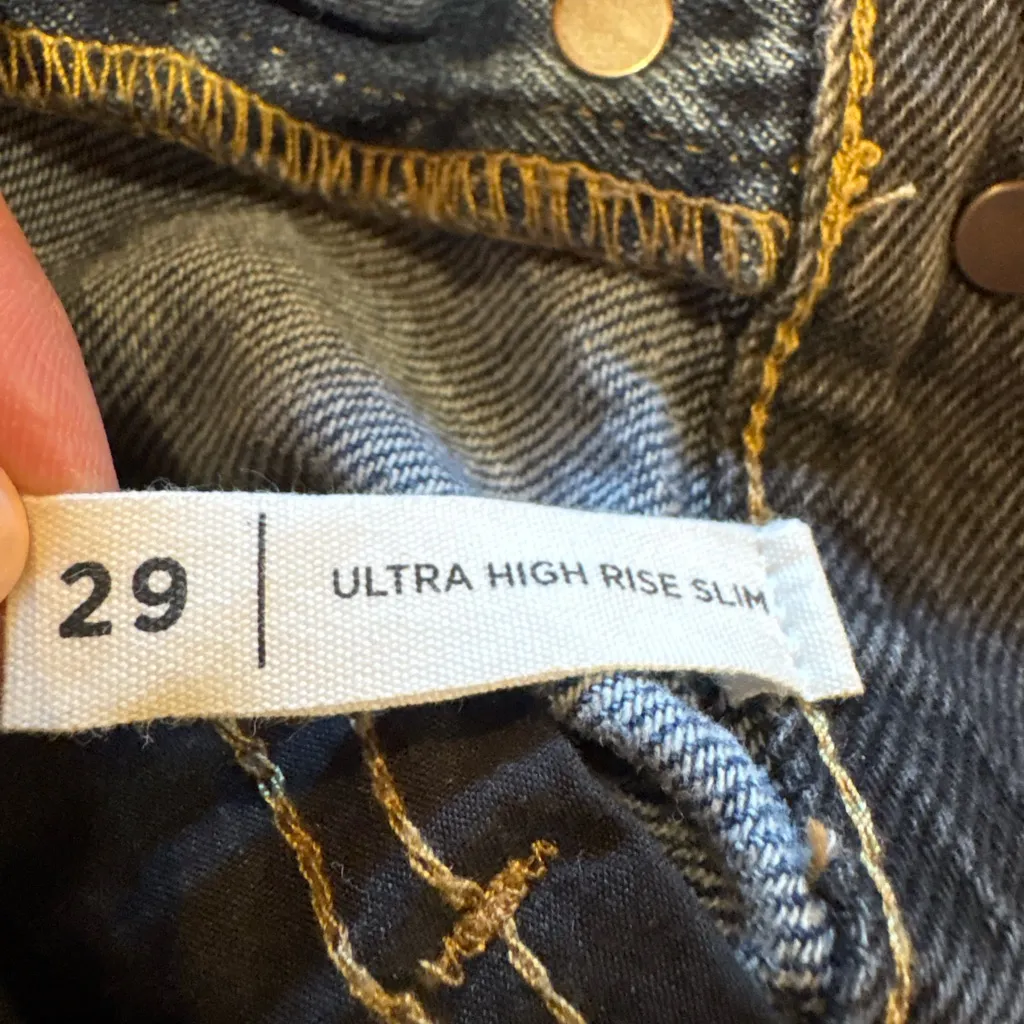 29 | ULTRA HIGH RISE SLIM